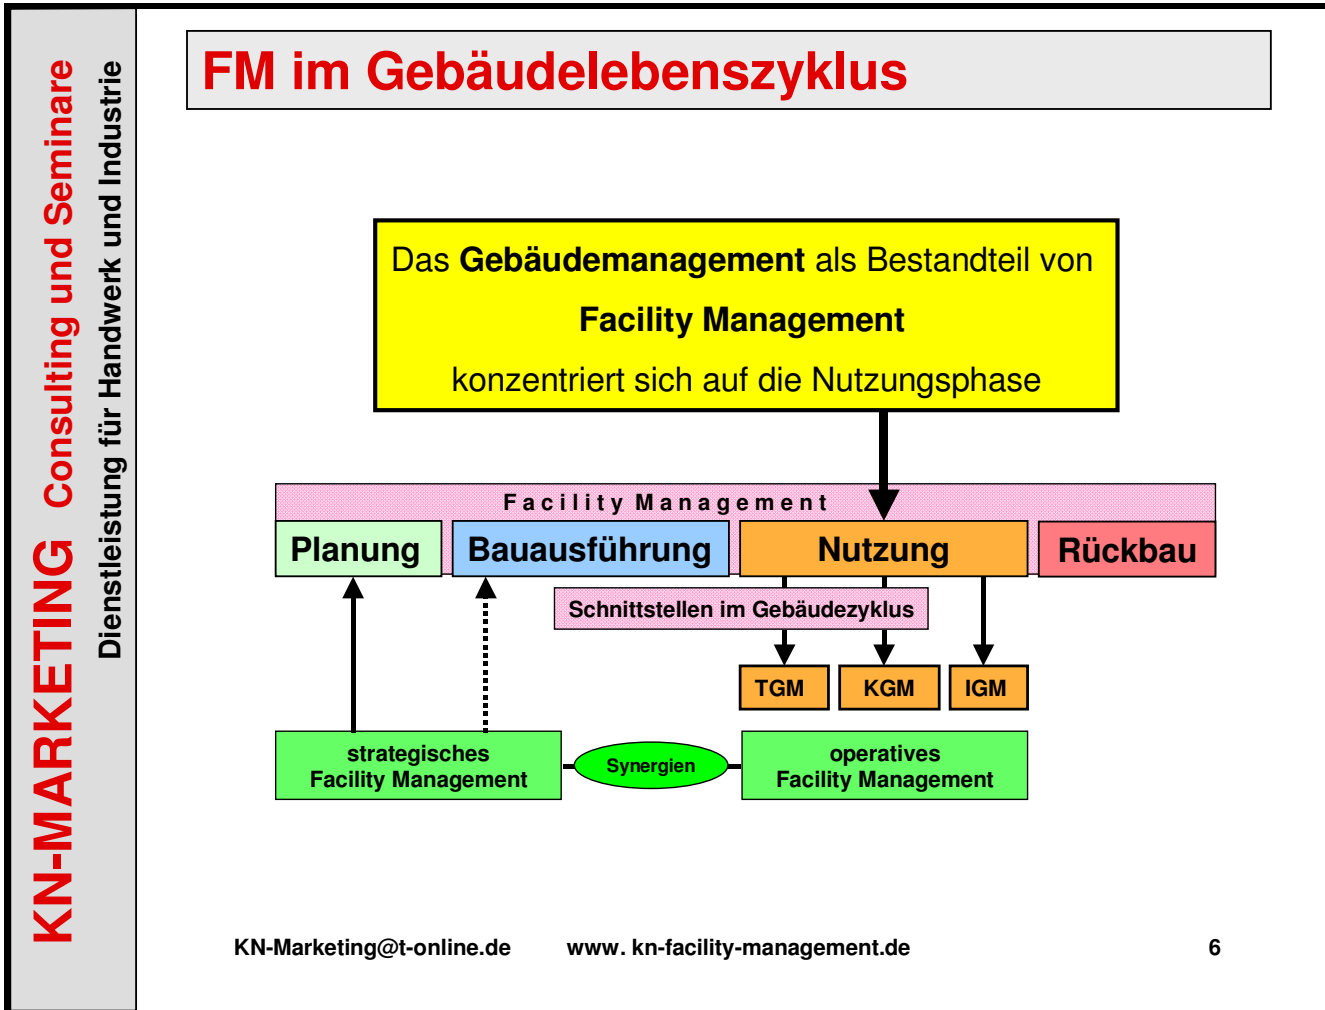 KN-MARKETING Consulting und Seminare
Dienstleistung für Handwerk und Industrie
FM im Gebäudelebenszyklus
Das Gebäudemanagement als Bestandteil von
Facility Management
konzentriert sich auf die Nutzungsphase
Facility Management
Planung
Bauausführung
Nutzung
Rückbau
Schnittstellen im Gebäudezyklus
TGM
KGM
IGM
strategisches
Facility Management
Synergien
operatives
Facility Management
KN-Marketing@t-online.de www. kn-facility-management.de 6